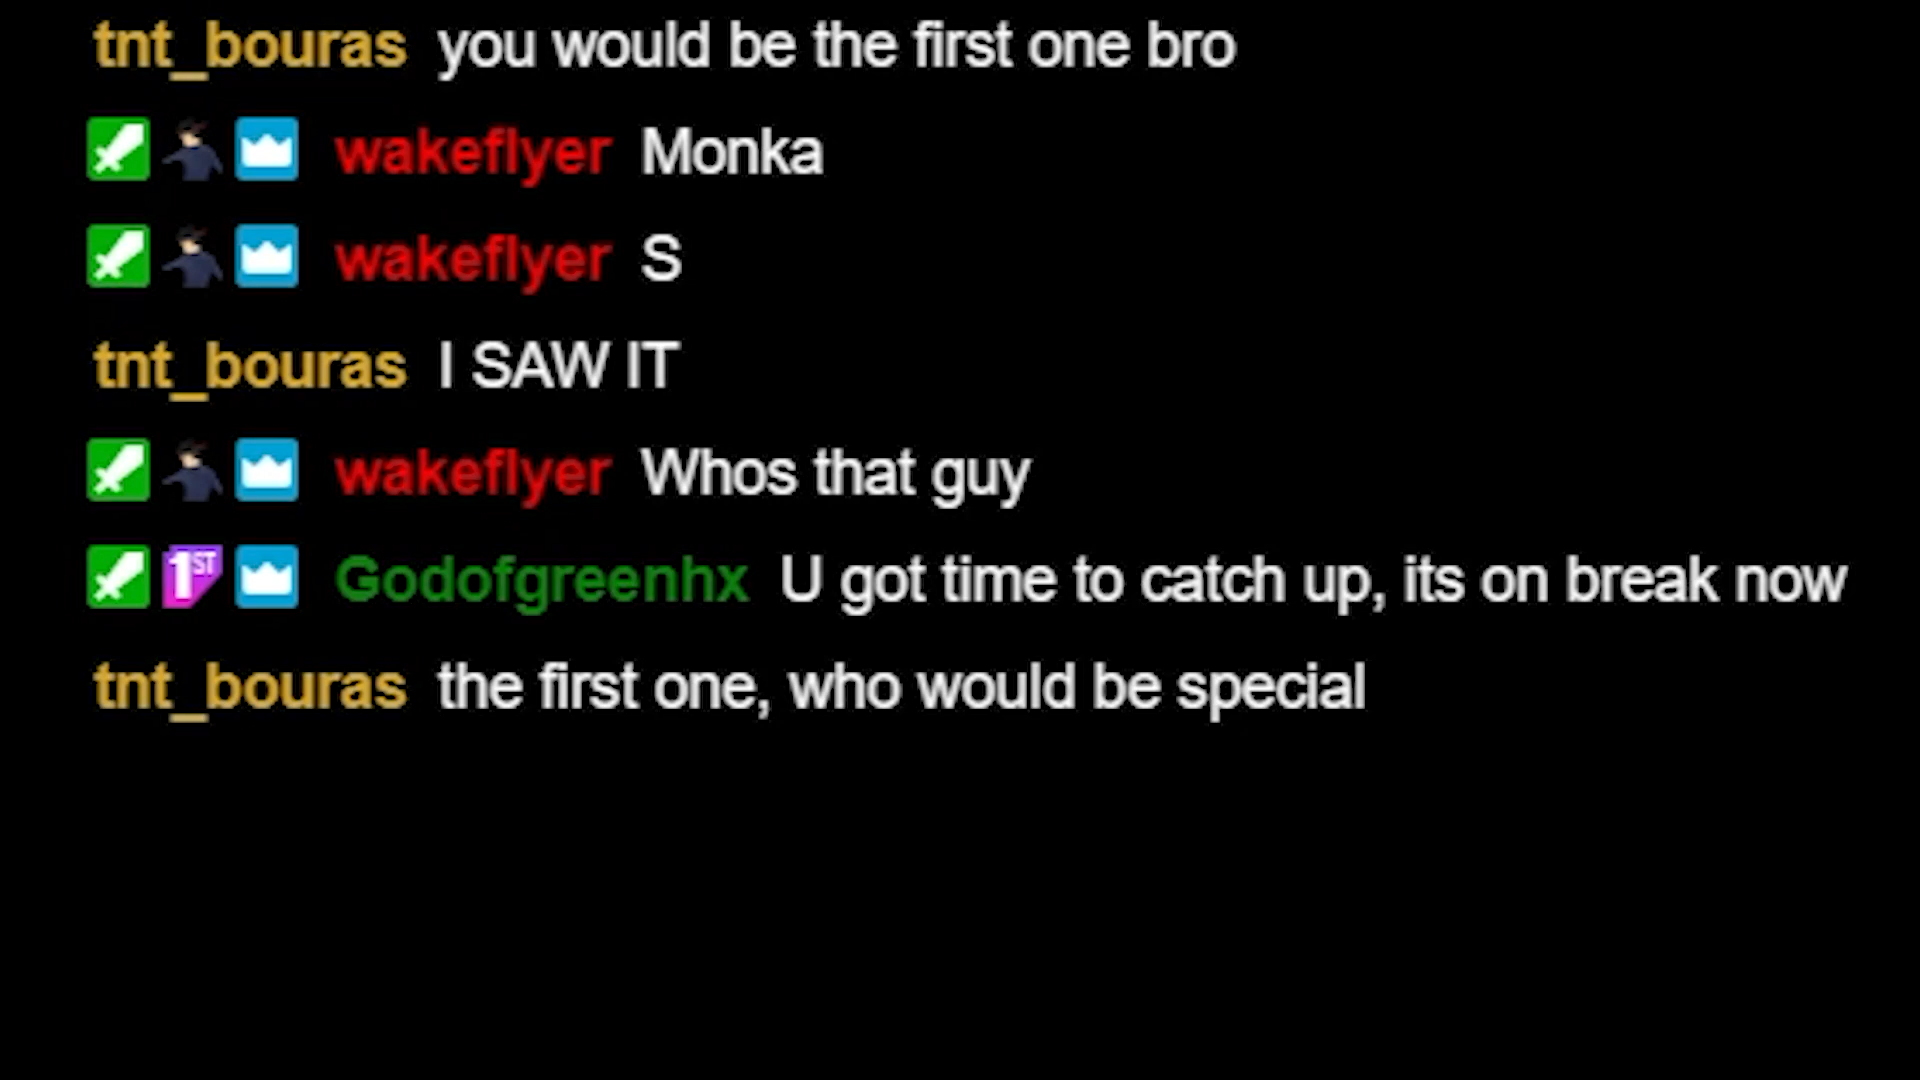 tnt_bouras you would be the first one bro
wakeflyer Monka
wakeflyer S
tnt_bouras I SAW IT
wakeflyer Whos that guy
1ST Godofgreenhx U got time to catch up, its on break now
tnt_bouras the first one, who would be special